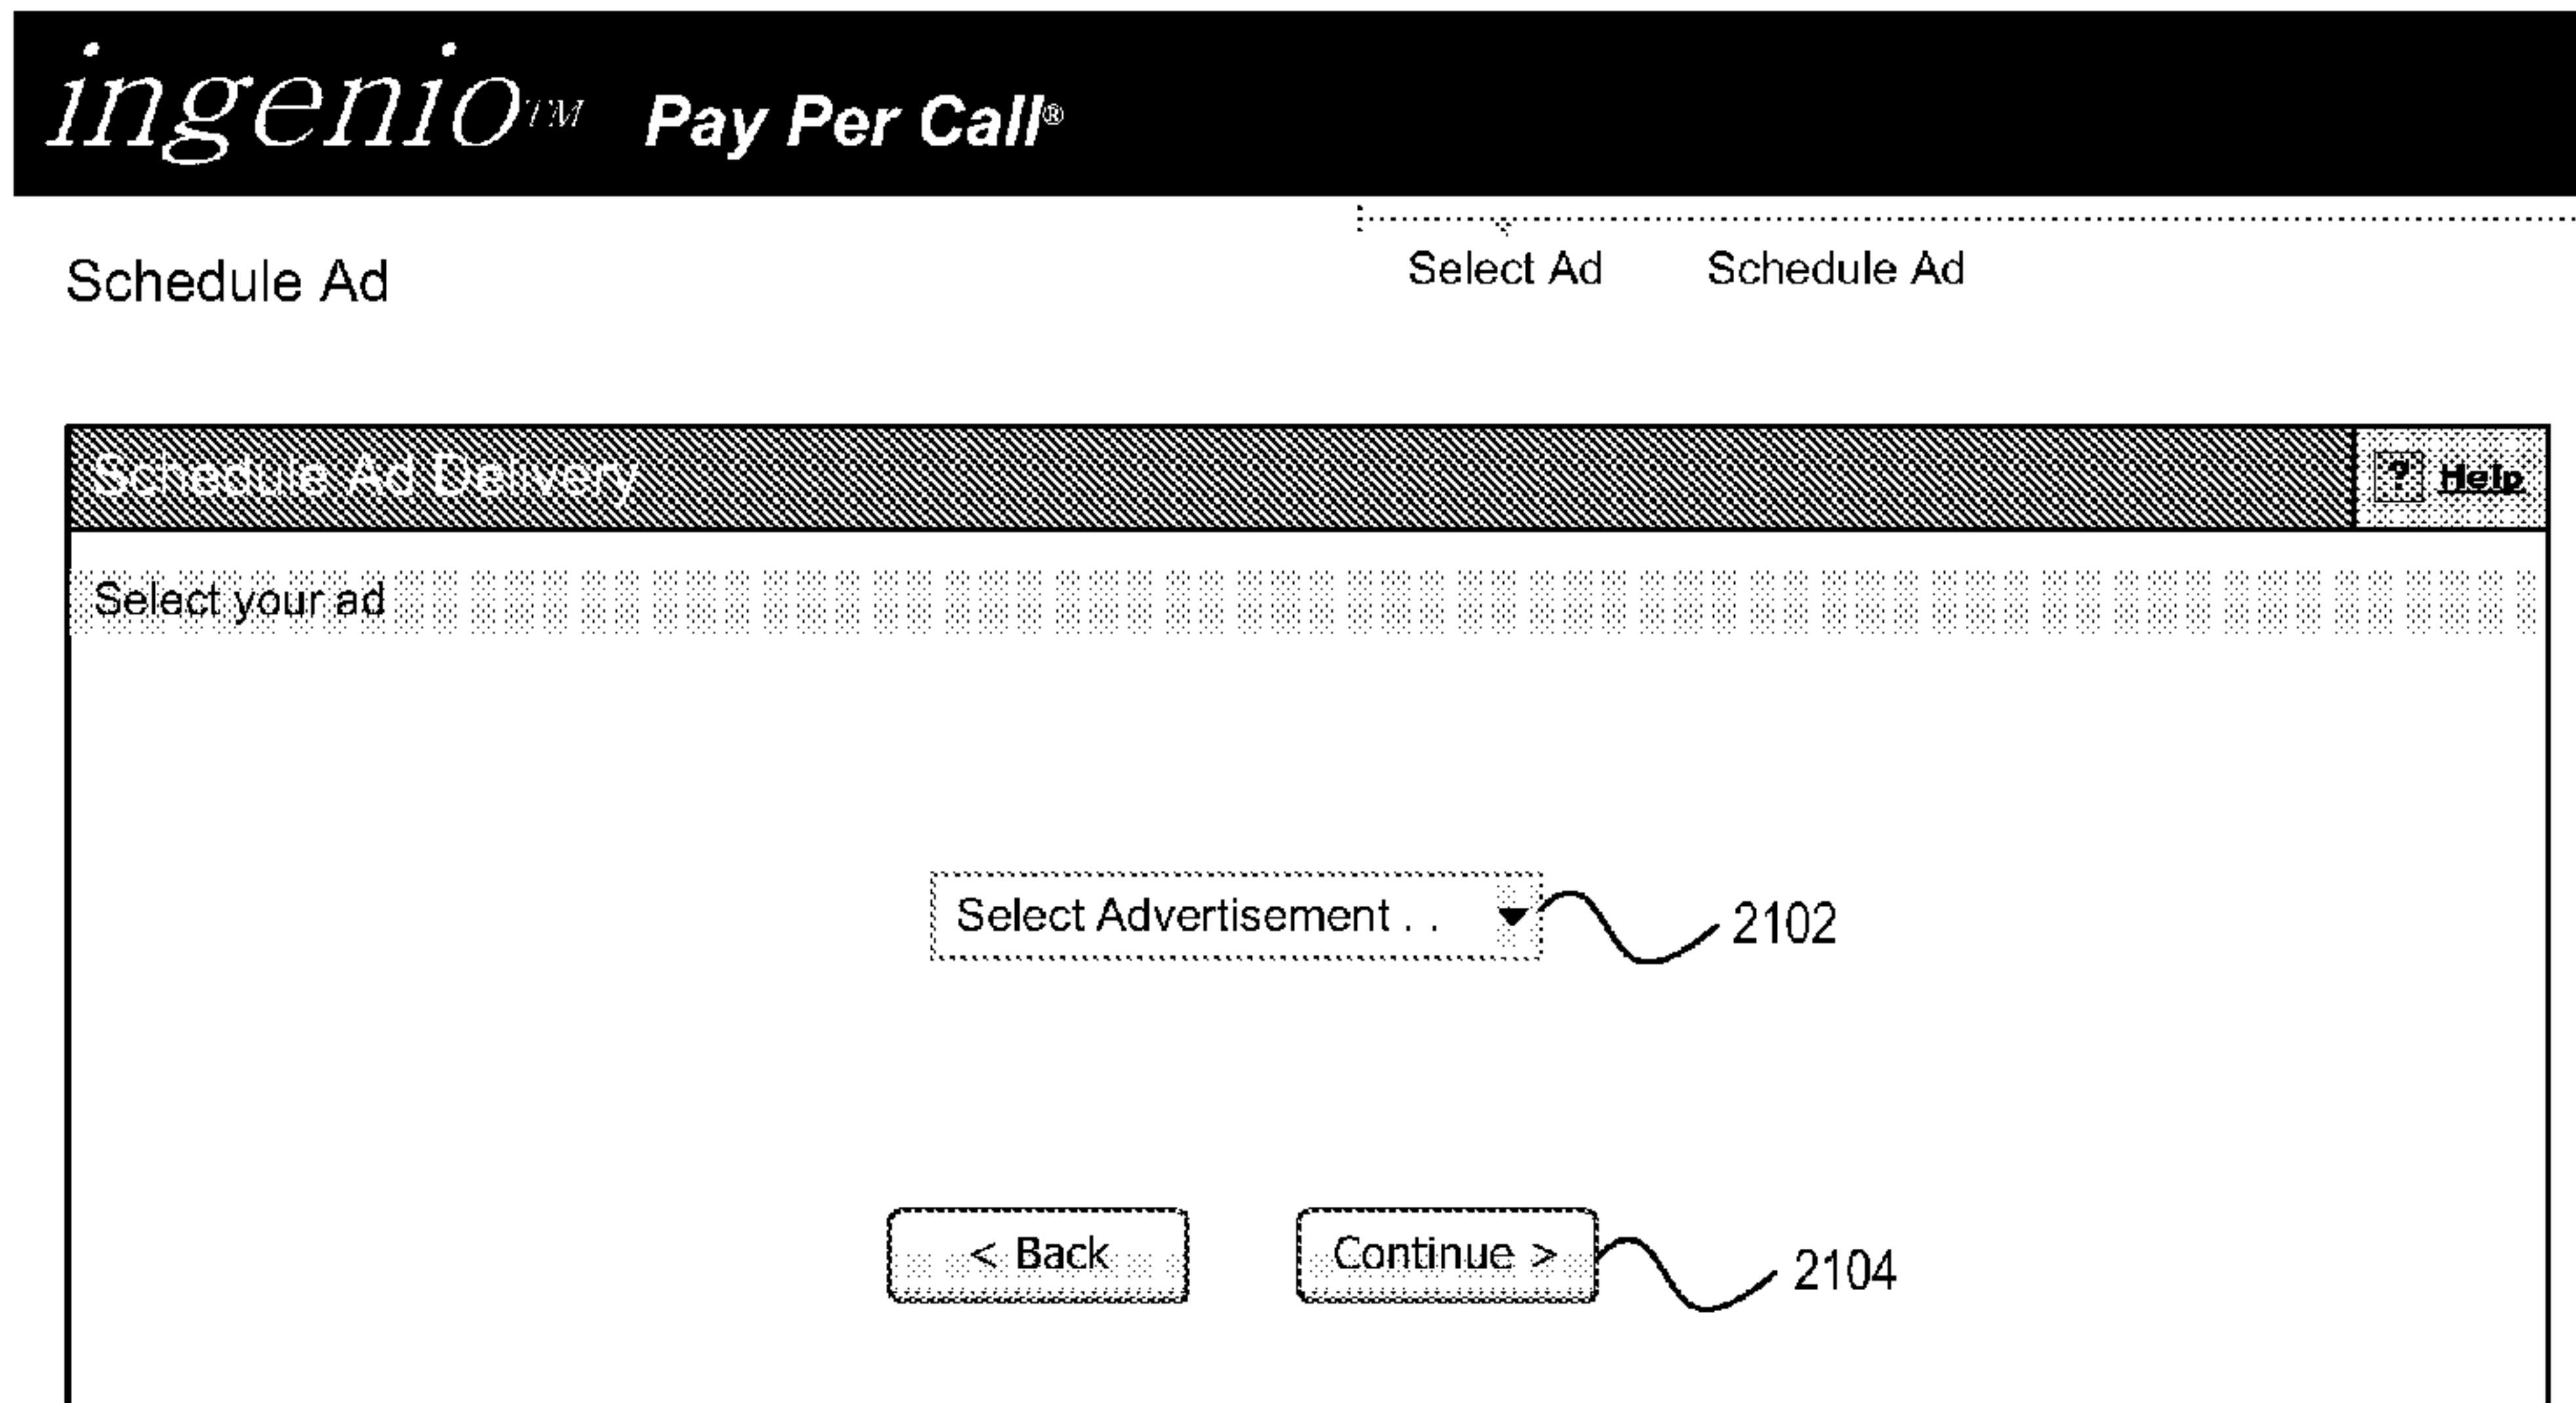 ingenio™ Pay Per Call®
Schedule Ad
Select Ad Schedule Ad
Schedule Ad Delivery
? Help
Select your ad
Select Advertisement . .
2102
< Back
Continue >
2104